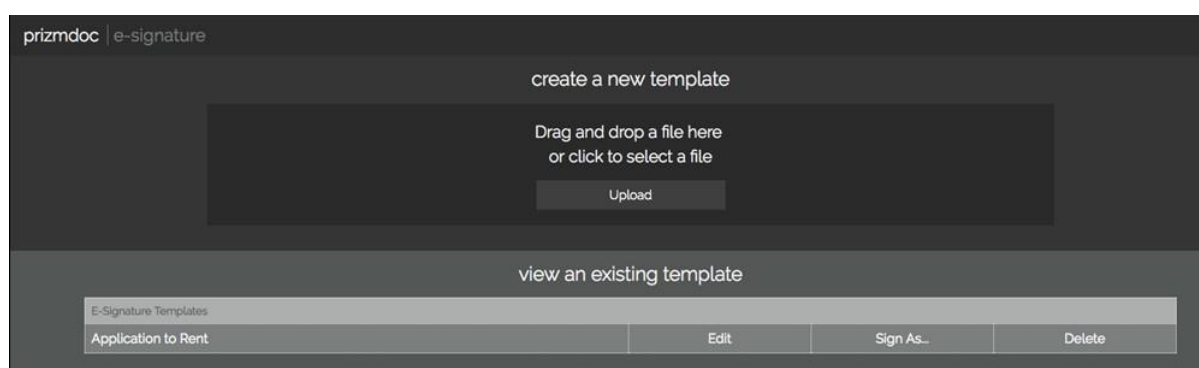 prizmdoc | e-signature
create a new template
Drag and drop a file here
or click to select a file
Upload
view an existing template
E-Signature Templates
Application to Rent Edit Sign As... Delete